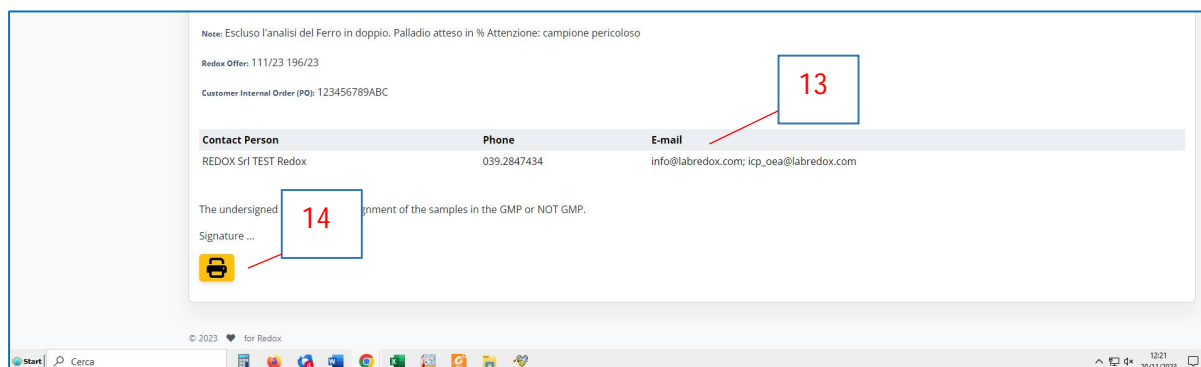 Note: Escluso l'analisi del Ferro in doppio. Palladio atteso in % Attenzione: campione pericoloso
Redox Offer: 111/23 196/23
13
Customer Internal Order (PO): 123456789ABC
Contact Person Phone E-mail
REDOX Srl TEST Redox 039.2847434 info@labredox.com; icp_oea@labredox.com
The undersigned gnment of the samples in the GMP or NOT GMP.
14
Signature ...
© 2023 for Redox
Start Cerca 12:21
20/11/2023